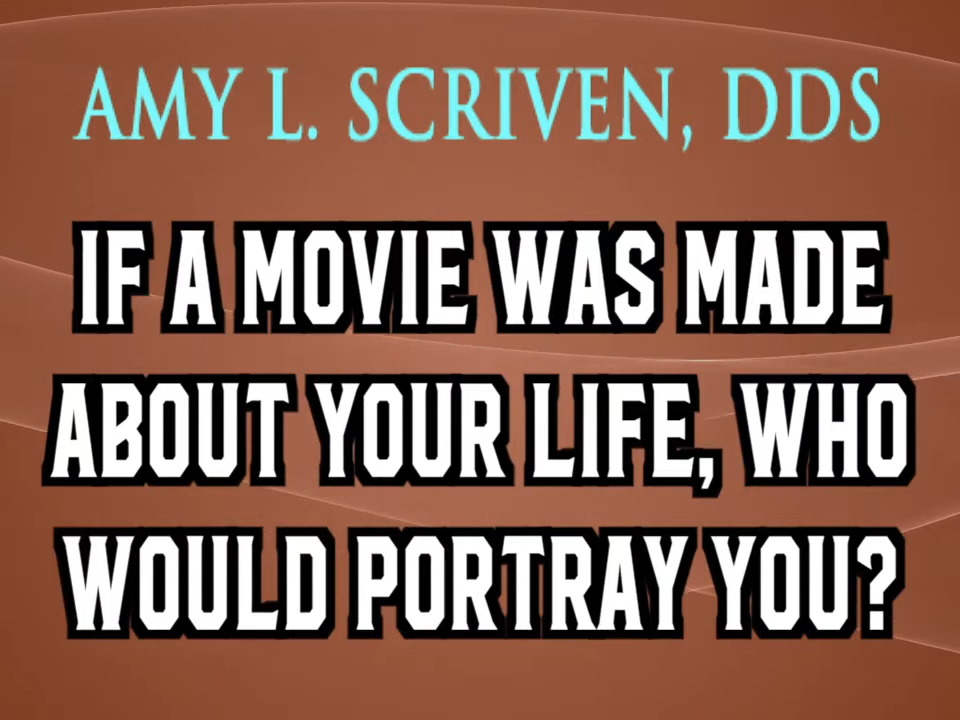 AMY L. SCRIVEN, DDS
IF A MOVIE WAS MADE
ABOUT YOUR LIFE, WHO
WOULD PORTRAY YOU?